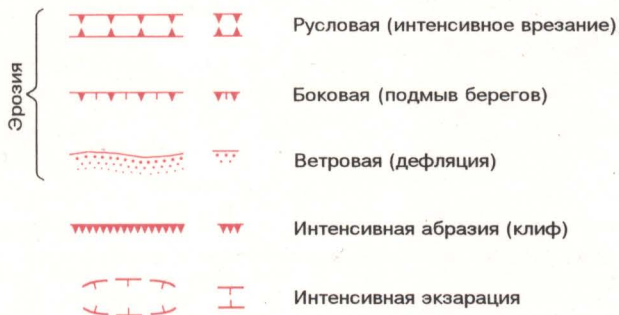 Эрозия
Русловая (интенсивное врезание)
Боковая (подмыв берегов)
Ветровая (дефляция)
Интенсивная абразия (клиф)
Интенсивная экзарация